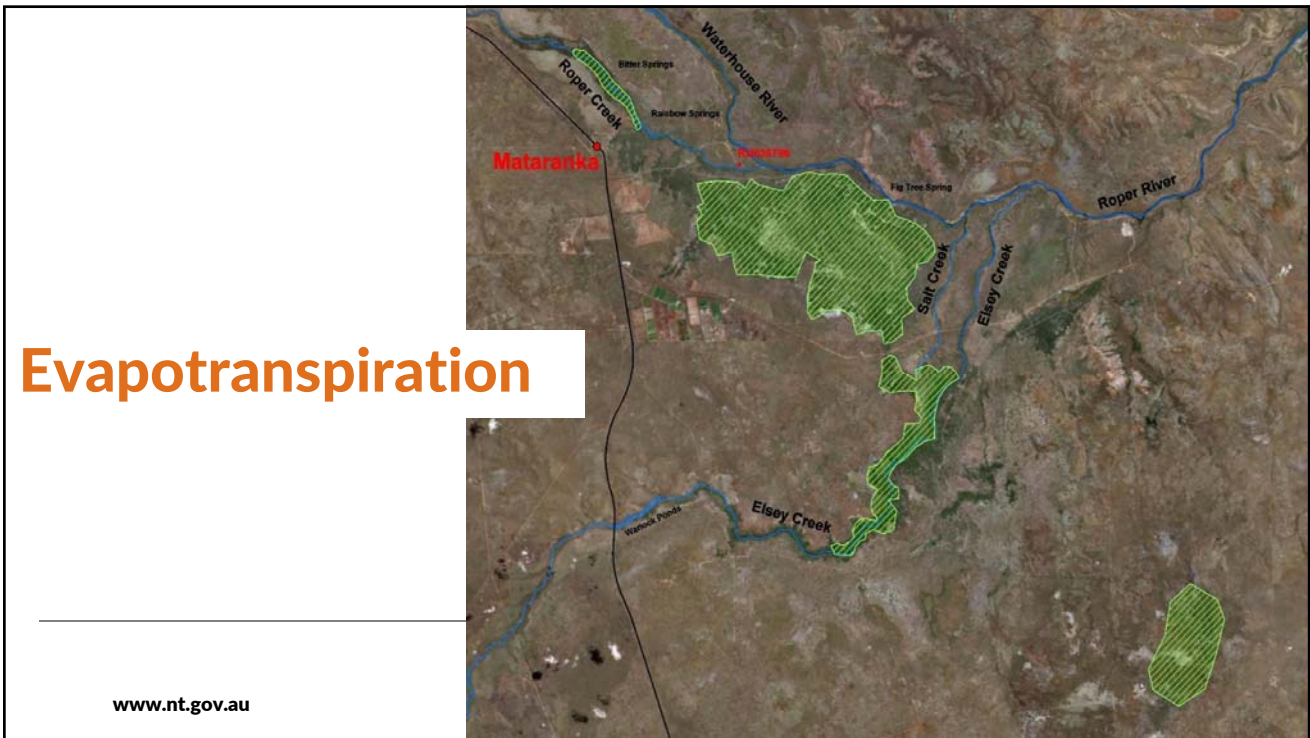 Evapotranspiration
www.nt.gov.au
Waterhouse River
Bitter Springs
Roper Creek
Rainbow Springs
Mataranka
Fig Tree Spring
Roper River
Salt Creek
Elsey Creek
Elsey Creek
Warlock Ponds